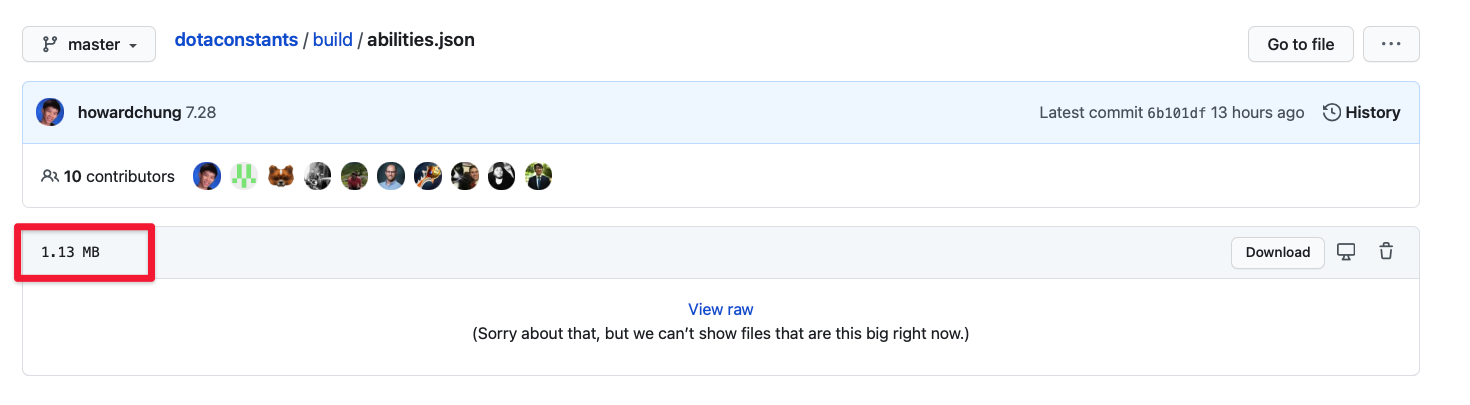 master dotaconstants / build / abilities.json Go to file ...
howardchung 7.28 Latest commit 6b101df 13 hours ago History
10 contributors
1.13 MB Download
View raw
(Sorry about that, but we can’t show files that are this big right now.)